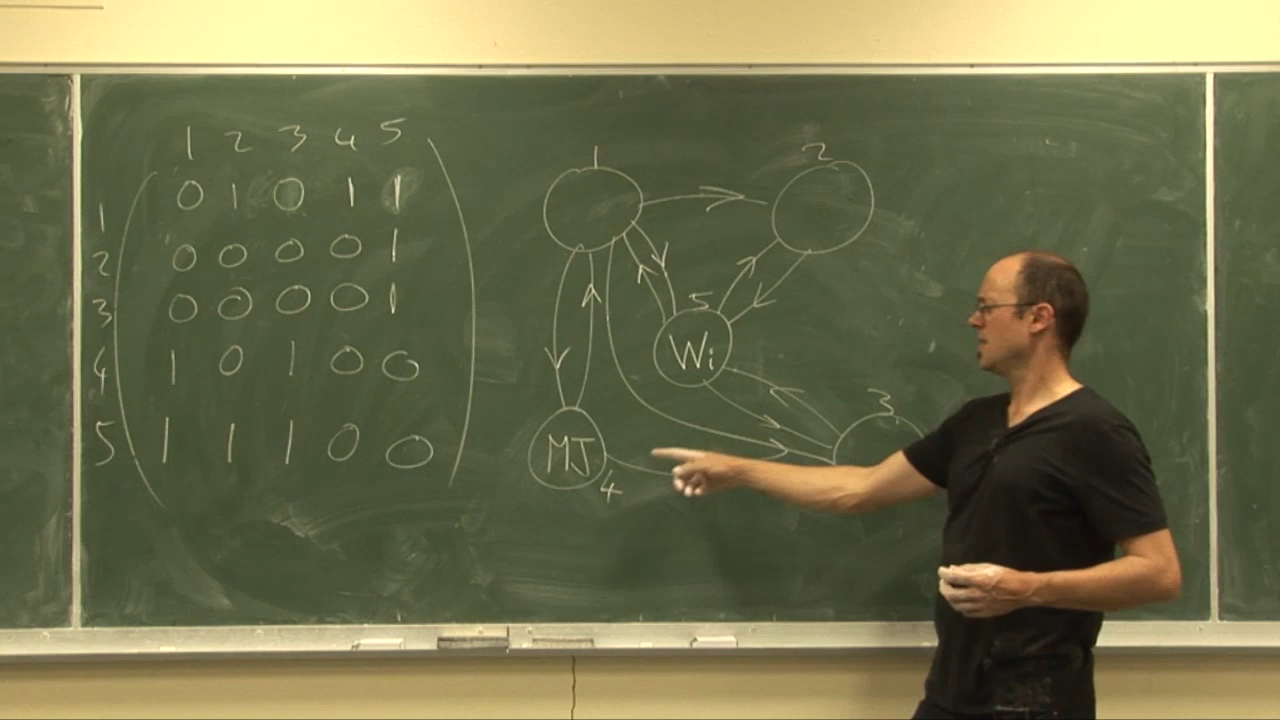 1 2 3 4 5
1 0 1 0 1 1
2 0 0 0 0 1
3 0 0 0 0 1
4 1 0 1 0 0
5 1 1 1 0 0
1
2
5
Wi
3
MJ
4